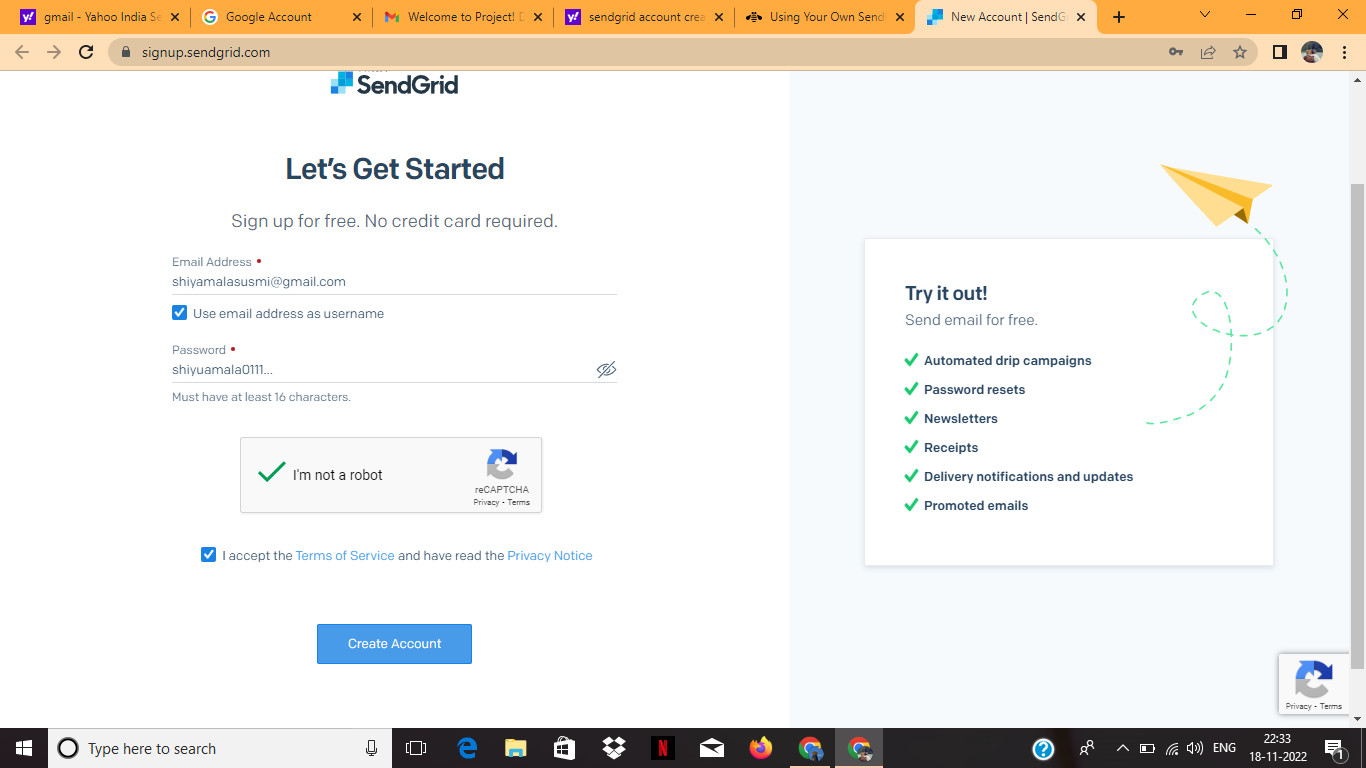 gmail - Yahoo India Se
Google Account
Welcome to Project! D
sendgrid account crea
Using Your Own Send
New Account | SendG
signup.sendgrid.com
SendGrid
Let's Get Started
Sign up for free. No credit card required.
Email Address •
shiyamalasusmi@gmail.com
Use email address as username
Password •
shiyuamala0111...
Must have at least 16 characters.
I'm not a robot
reCAPTCHA
Privacy - Terms
I accept the Terms of Service and have read the Privacy Notice
Create Account
Try it out!
Send email for free.
Automated drip campaigns
Password resets
Newsletters
Receipts
Delivery notifications and updates
Promoted emails
Privacy - Terms
Type here to search
ENG
22:33
18-11-2022
1